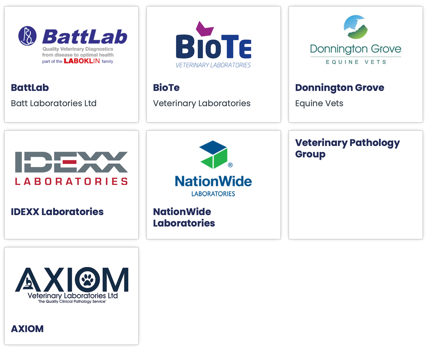 BattLab
Quality Veterinary Diagnostics
from disease to optimal health
part of the LABOKLIN family
BattLab
Batt Laboratories Ltd
BioTe
VETERINARY LABORATORIES
BioTe
Veterinary Laboratories
Donnington Grove
EQUINE VETS
Donnington Grove
Equine Vets
IDEXX
LABORATORIES
IDEXX Laboratories
NationWide
LABORATORIES
®
NationWide
Laboratories
Veterinary Pathology
Group
AXIOM
Veterinary Laboratories Ltd
'The Quality Clinical Pathology Service'
AXIOM